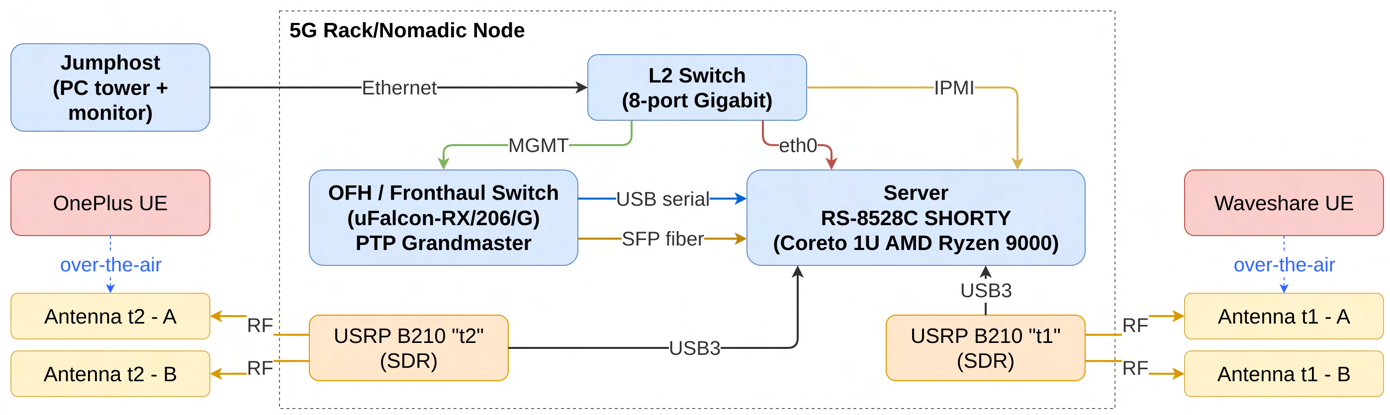 5G Rack/Nomadic Node
Jumphost
(PC tower +
monitor)
Ethernet
L2 Switch
(8-port Gigabit)
IPMI
MGMT
eth0
OnePlus UE
OFH / Fronthaul Switch
(uFalcon-RX/206/G)
PTP Grandmaster
USB serial
SFP fiber
Server
RS-8528C SHORTY
(Coreto 1U AMD Ryzen 9000)
Waveshare UE
over-the-air
over-the-air
USB3
Antenna t2 - A
RF
USRP B210 "t2"
(SDR)
USB3
USRP B210 "t1"
(SDR)
RF
Antenna t1 - A
Antenna t2 - B
RF
RF
Antenna t1 - B